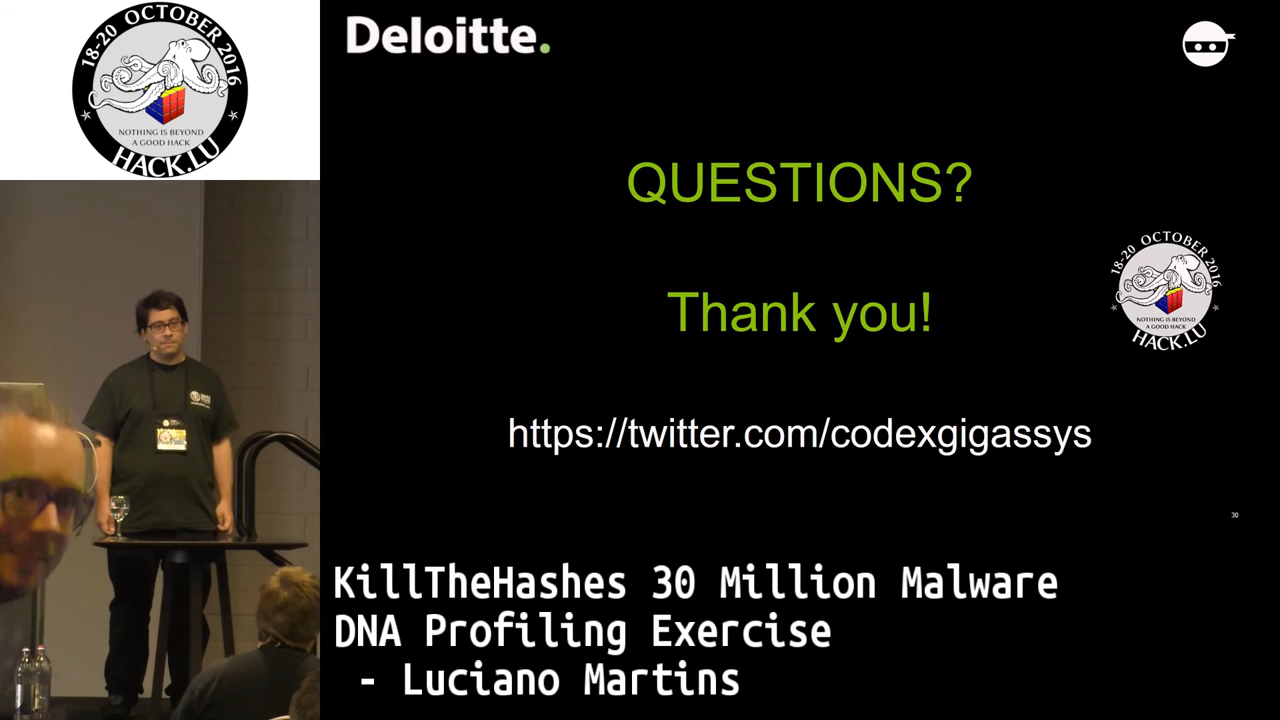 18-20 OCTOBER 2016
NOTHING IS BEYOND
A GOOD HACK
HACK.LU
Deloitte.
QUESTIONS?
Thank you!
18-20 OCTOBER 2016
NOTHING IS BEYOND
A GOOD HACK
HACK.LU
https://twitter.com/codexgigassys
30
KillTheHashes 30 Million Malware
DNA Profiling Exercise
- Luciano Martins